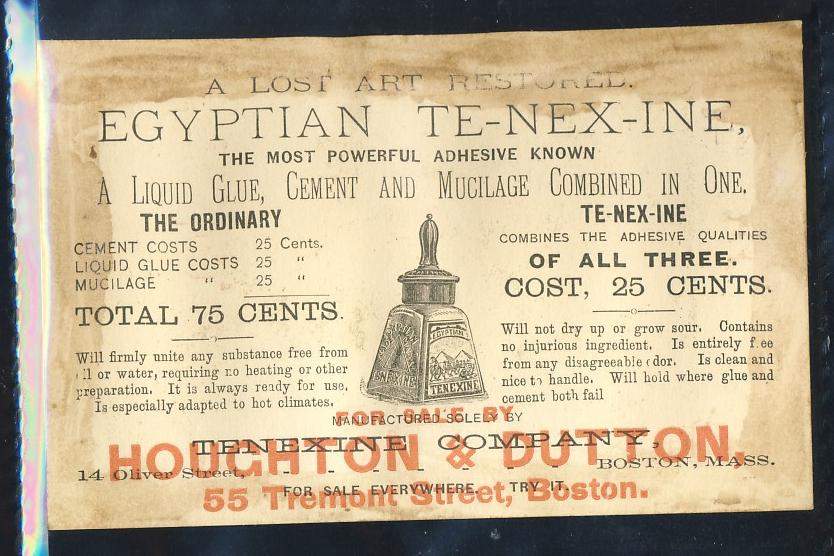 A LOST ART RESTORED.
EGYPTIAN TE-NEX-INE,
THE MOST POWERFUL ADHESIVE KNOWN
A LIQUID GLUE, CEMENT AND MUCILAGE COMBINED IN ONE.
THE ORDINARY
CEMENT COSTS 25 Cents.
LIQUID GLUE COSTS 25 "
MUCILAGE " 25 "
TOTAL 75 CENTS.
Will firmly unite any substance free from
oil or water, requiring no heating or other
preparation. It is always ready for use.
Is especially adapted to hot climates.
EGYPTIAN
TENEXINE
EGYPTIAN
TENEXINE
TE-NEX-INE
COMBINES THE ADHESIVE QUALITIES
OF ALL THREE.
COST, 25 CENTS.
Will not dry up or grow sour. Contains
no injurious ingredient. Is entirely free
from any disagreeable odor. Is clean and
nice to handle. Will hold where glue and
cement both fail
FOR SALE BY
MANUFACTURED SOLELY BY
TENEXINE COMPANY,
HOUGHTON & DUTTON,
14 Oliver Street, - - - - - - BOSTON, MASS.
FOR SALE EVERYWHERE. TRY IT.
55 Tremont Street, Boston.